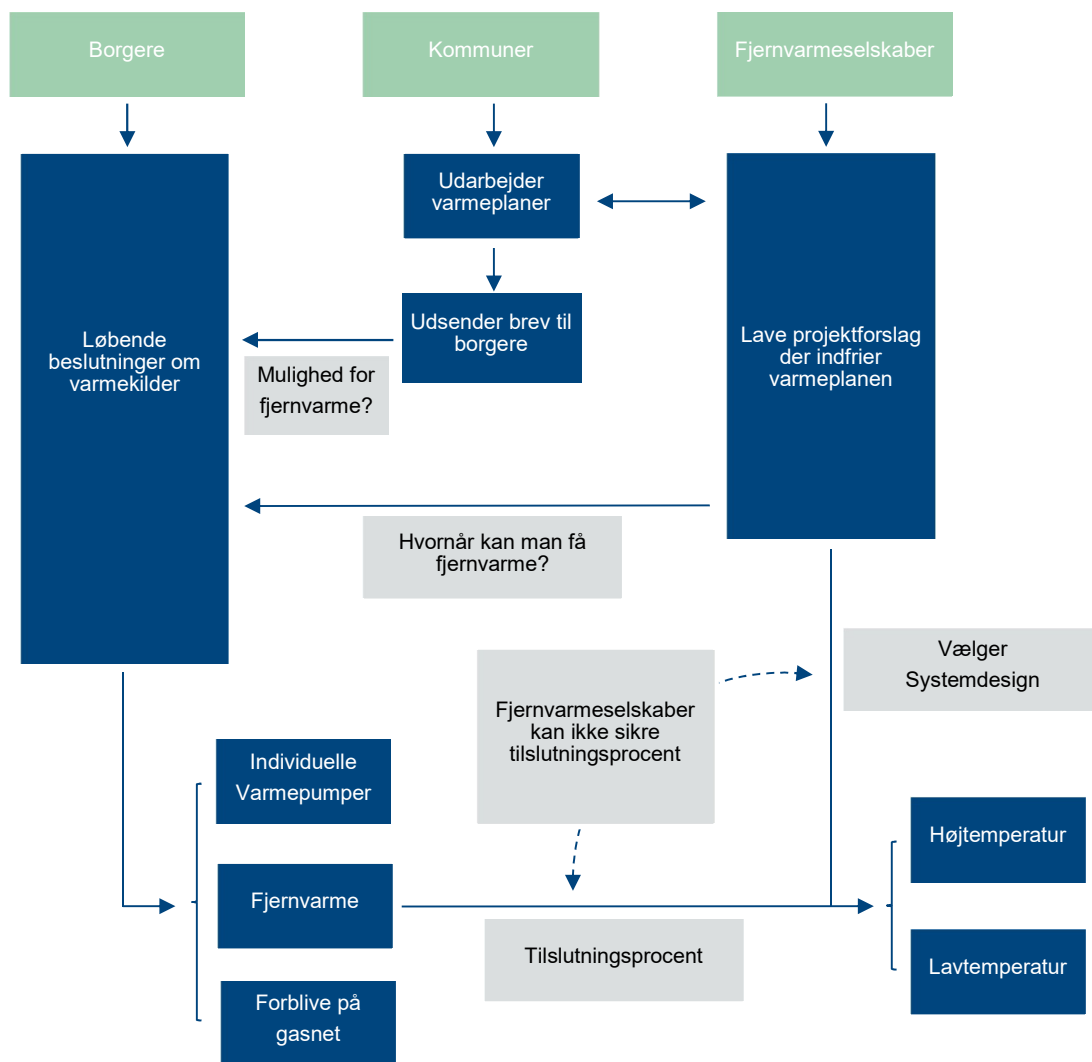 Borgere
Kommuner
Fjernvarmeselskaber
Udarbejder
varmeplaner
Udsender brev til
borgere
Løbende
beslutninger om
varmekilder
Lave projektforslag
der indfrier
varmeplanen
Mulighed for
fjernvarme?
Hvornår kan man få
fjernvarme?
Vælger
Systemdesign
Fjernvarmeselskaber
kan ikke sikre
tilslutningsprocent
Individuelle
Varmepumper
Højtemperatur
Fjernvarme
Tilslutningsprocent
Lavtemperatur
Forblive på
gasnet